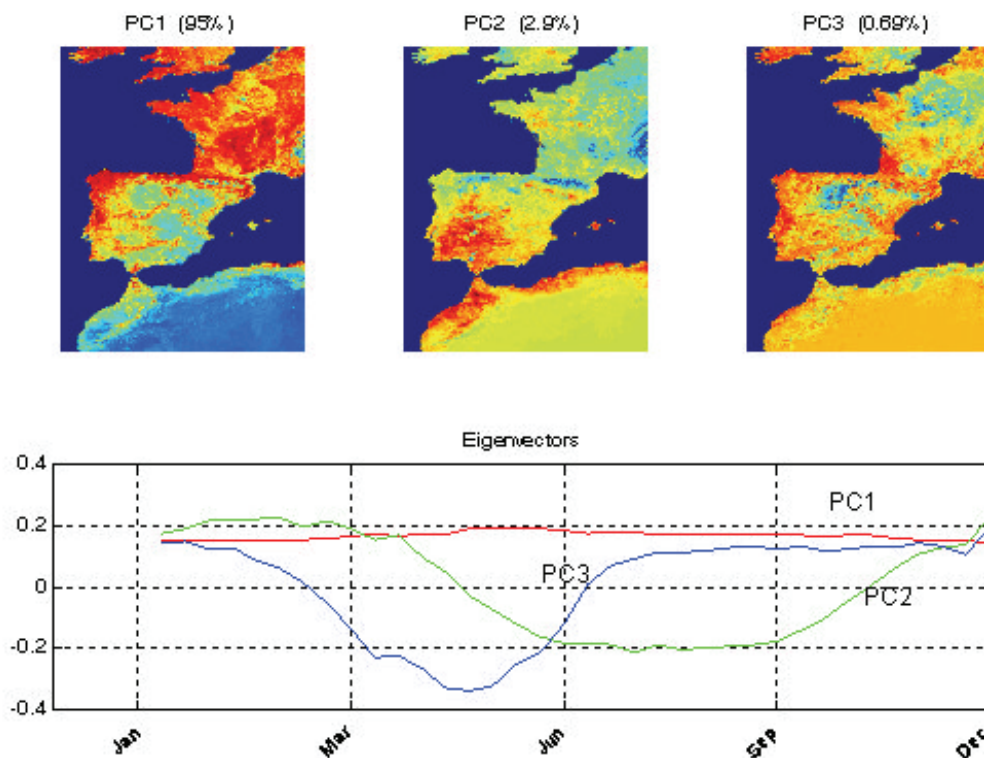 PC1 (95%)
PC2 (2.9%)
PC3 (0.69%)
Eigenvectors
0.4
0.2
0
-0.2
-0.4
PC1
PC3
PC2
Jan
Mar
Jun
Sep
Dec